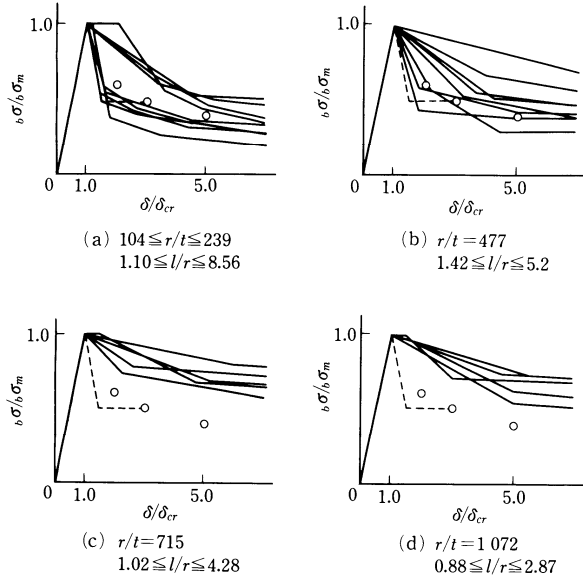 1.0
bσ/bσm
0
1.0
5.0
δ/δcr
(a) 104≦r/t≦239
1.10≦l/r≦8.56
1.0
bσ/bσm
0
1.0
5.0
δ/δcr
(b) r/t=477
1.42≦l/r≦5.2
1.0
bσ/bσm
0
1.0
5.0
δ/δcr
(c) r/t=715
1.02≦l/r≦4.28
1.0
bσ/bσm
0
1.0
5.0
δ/δcr
(d) r/t=1 072
0.88≦l/r≦2.87